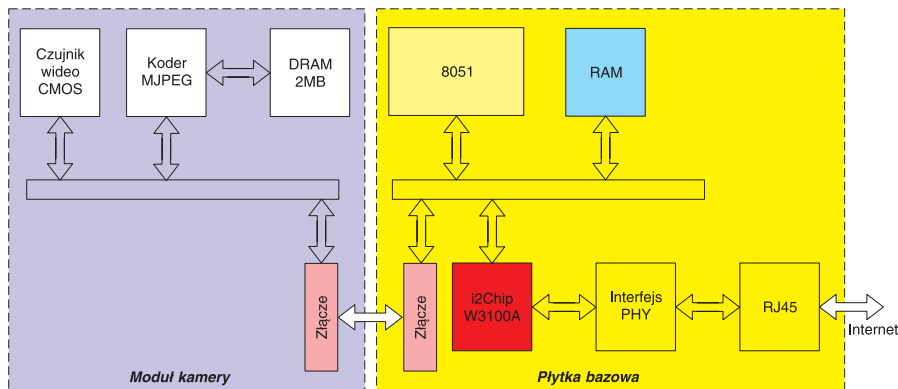 Czujnik
wideo
CMOS
Koder
MJPEG
DRAM
2MB
8051
RAM
Złącze
Złącze
i2Chip
W3100A
Interfejs
PHY
RJ45
Internet
Moduł kamery
Płytka bazowa